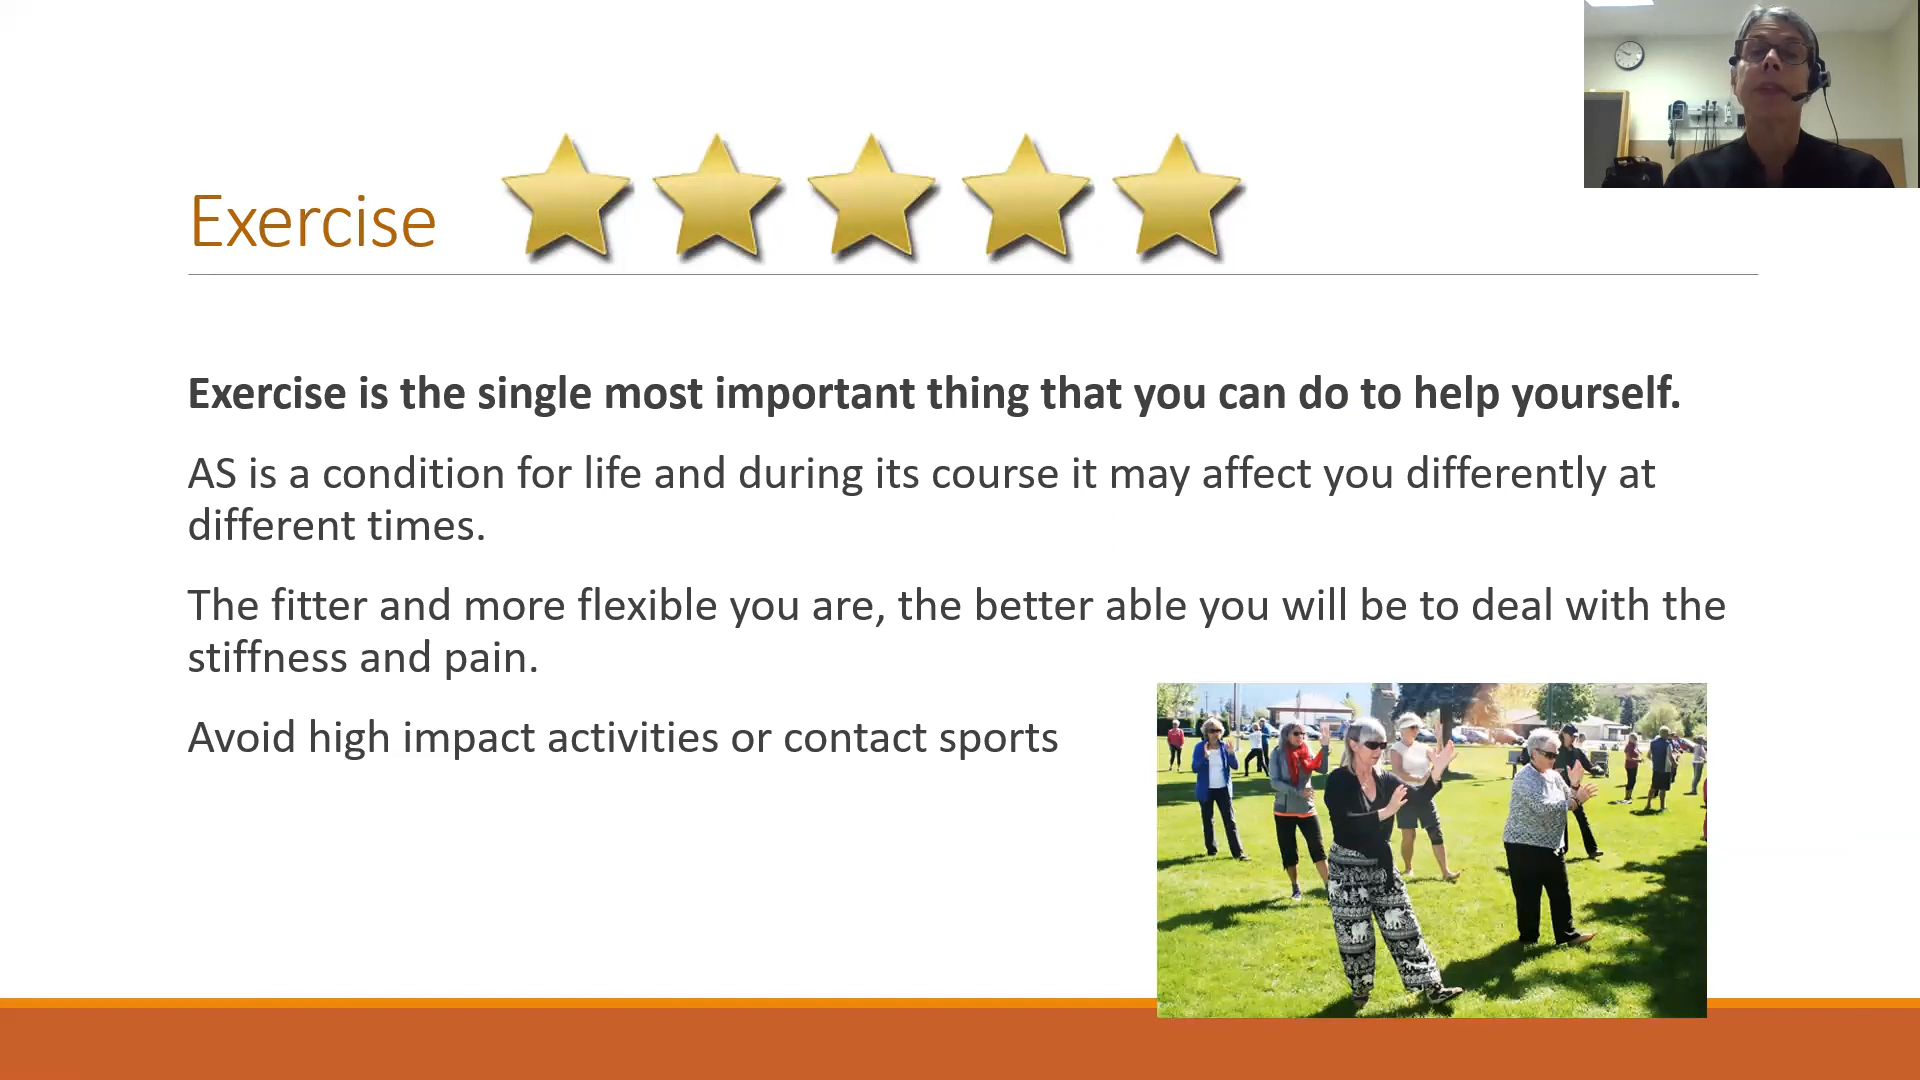 Exercise
Exercise is the single most important thing that you can do to help yourself.
AS is a condition for life and during its course it may affect you differently at
different times.
The fitter and more flexible you are, the better able you will be to deal with the
stiffness and pain.
Avoid high impact activities or contact sports